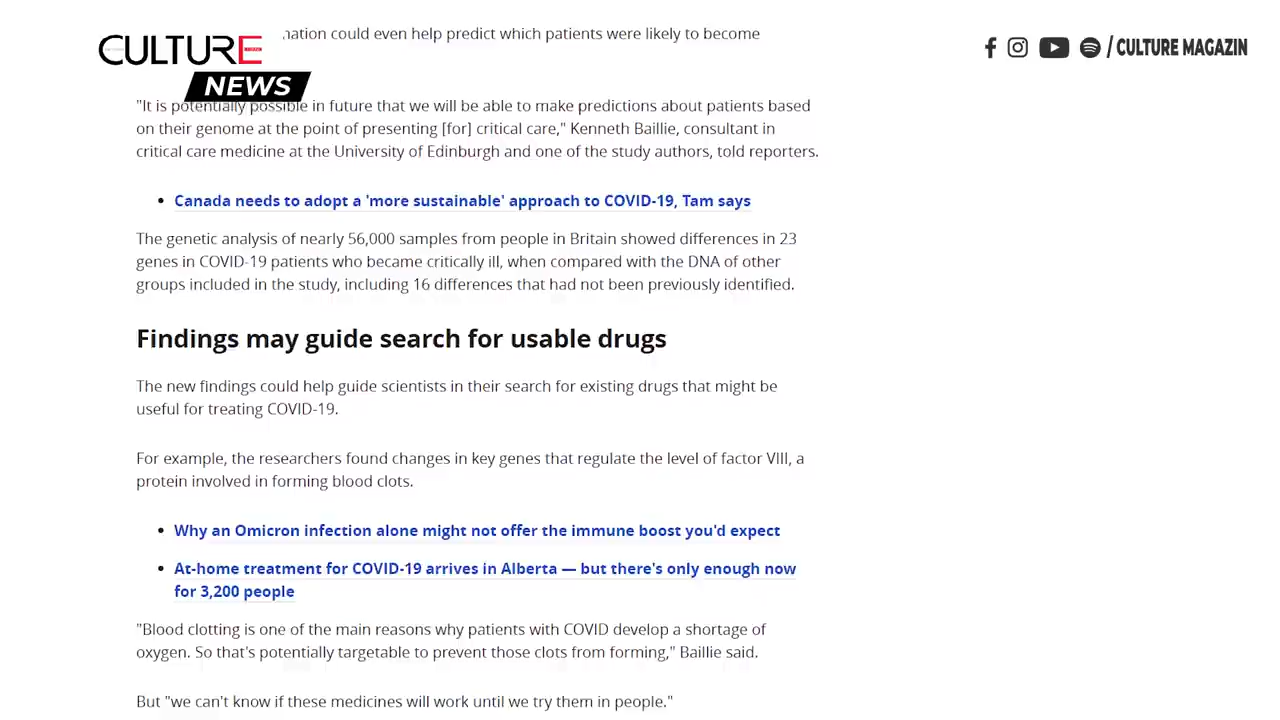 CULTURE
NEWS
/ CULTURE MAGAZIN
could even help predict which patients were likely to become
"It is potentially possible in future that we will be able to make predictions about patients based
on their genome at the point of presenting [for] critical care," Kenneth Baillie, consultant in
critical care medicine at the University of Edinburgh and one of the study authors, told reporters.
• Canada needs to adopt a 'more sustainable' approach to COVID-19, Tam says
The genetic analysis of nearly 56,000 samples from people in Britain showed differences in 23
genes in COVID-19 patients who became critically ill, when compared with the DNA of other
groups included in the study, including 16 differences that had not been previously identified.
Findings may guide search for usable drugs
The new findings could help guide scientists in their search for existing drugs that might be
useful for treating COVID-19.
For example, the researchers found changes in key genes that regulate the level of factor VIII, a
protein involved in forming blood clots.
• Why an Omicron infection alone might not offer the immune boost you'd expect
• At-home treatment for COVID-19 arrives in Alberta — but there's only enough now
for 3,200 people
"Blood clotting is one of the main reasons why patients with COVID develop a shortage of
oxygen. So that's potentially targetable to prevent those clots from forming," Baillie said.
But "we can't know if these medicines will work until we try them in people."